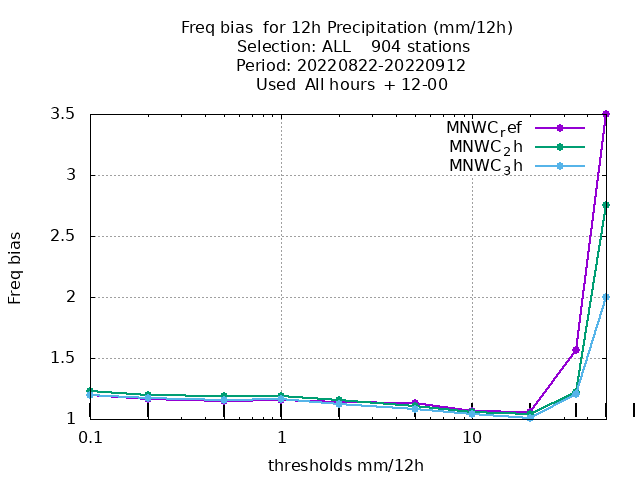 Freq bias  for 12h Precipitation (mm/12h)
Selection: ALL    904 stations
Period: 20220822-20220912
Used  All hours  + 12-00
3.5
3
2.5
2
1.5
1
Freq bias
MNWC_ref
MNWC_2h
MNWC_3h
0.1
1
10
thresholds mm/12h